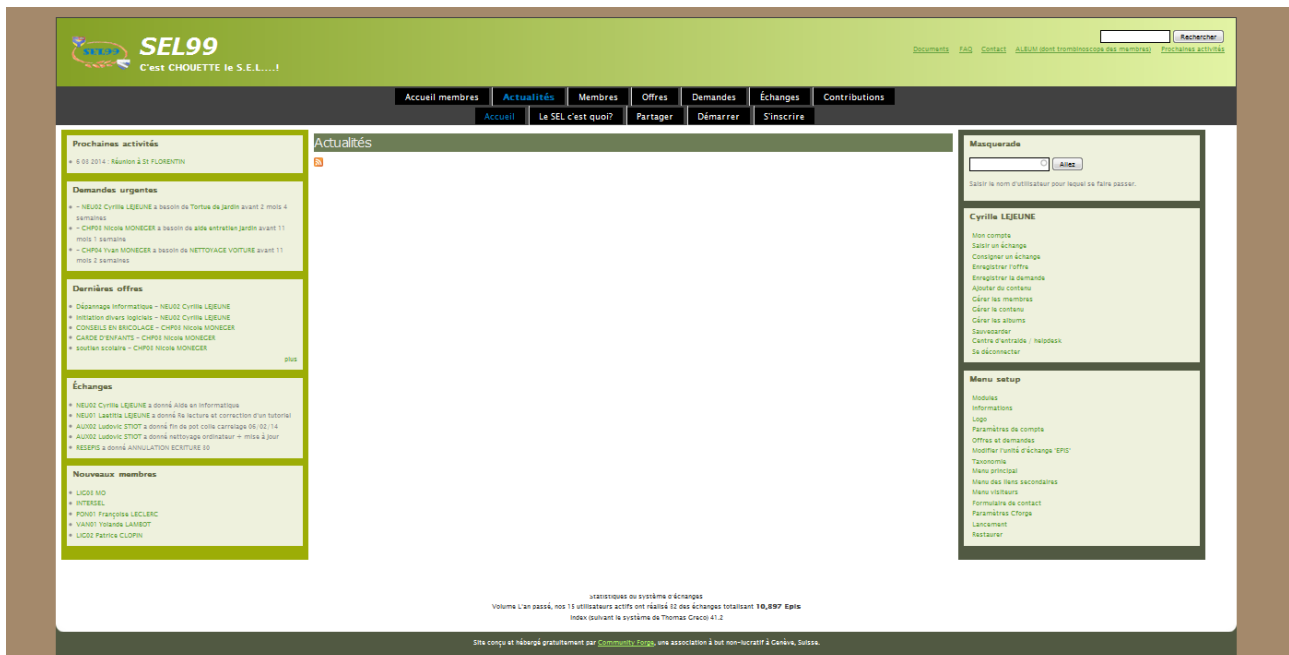 SEL99
SEL99
C'est CHOUETTE le S.E.L....!
Rechercher
Documents FAQ Contact ALBUM (dont trombinoscope des membres) Prochaines activités
Accueil membres Actualités Membres Offres Demandes Échanges Contributions
Accueil Le SEL c'est quoi? Partager Démarrer S'inscrire
Prochaines activités
6 03 2014 : Réunion à St FLORENTIN
Demandes urgentes
- NEU02 Cyrille LEJEUNE a besoin de Tortue de Jardin avant 2 mois 4
semaines
- CHP03 Nicole MONEGER a besoin de aide entretien jardin avant 11
mois 1 semaine
- CHP04 Yvan MONEGER a besoin de NETTOYAGE VOITURE avant 11
mois 2 semaines
Dernières offres
Dépannage informatique - NEU02 Cyrille LEJEUNE
Initiation divers logiciels - NEU02 Cyrille LEJEUNE
CONSEILS EN BRICOLAGE - CHP03 Nicole MONEGER
GARDE D'ENFANTS - CHP03 Nicole MONEGER
soutien scolaire - CHP03 Nicole MONEGER
plus
Échanges
NEU02 Cyrille LEJEUNE a donné Aide en informatique
NEU01 Laetitia LEJEUNE a donné Re lecture et correction d'un tutoriel
AUX02 Ludovic STIOT a donné fin de pot colle carrelage 06/02/14
AUX02 Ludovic STIOT a donné nettoyage ordinateur + mise à jour
RESEPIS a donné ANNULATION ECRITURE 30
Nouveaux membres
LIG03 MO
INTERSEL
PON01 Françoise LECLERC
VAN01 Yolande LAMBOT
LIG02 Patrice CLOPIN
Actualités
Masquerade
Allez
Saisir le nom d'utilisateur pour lequel se faire passer.
Cyrille LEJEUNE
Mon compte
Saisir un échange
Consigner un échange
Enregistrer l'offre
Enregistrer la demande
Ajouter du contenu
Gérer les membres
Gérer le contenu
Gérer les albums
Sauvegarder
Centre d'entraide / helpdesk
Se déconnecter
Menu setup
Modules
Informations
Logo
Paramètres de compte
Offres et demandes
Modifier l'unité d'échange 'EPIS'
Taxonomie
Menu principal
Menu des liens secondaires
Menu visiteurs
Formulaire de contact
Paramètres Cforge
Lancement
Restaurer
Statistiques du système d'échanges
Volume L'an passé, nos 15 utilisateurs actifs ont réalisé 32 des échanges totalisant 10,897 Epis
Index (suivant le système de Thomas Greco) 41.2
Site conçu et hébergé gratuitement par Community Forge, une association à but non-lucratif à Genève, Suisse.